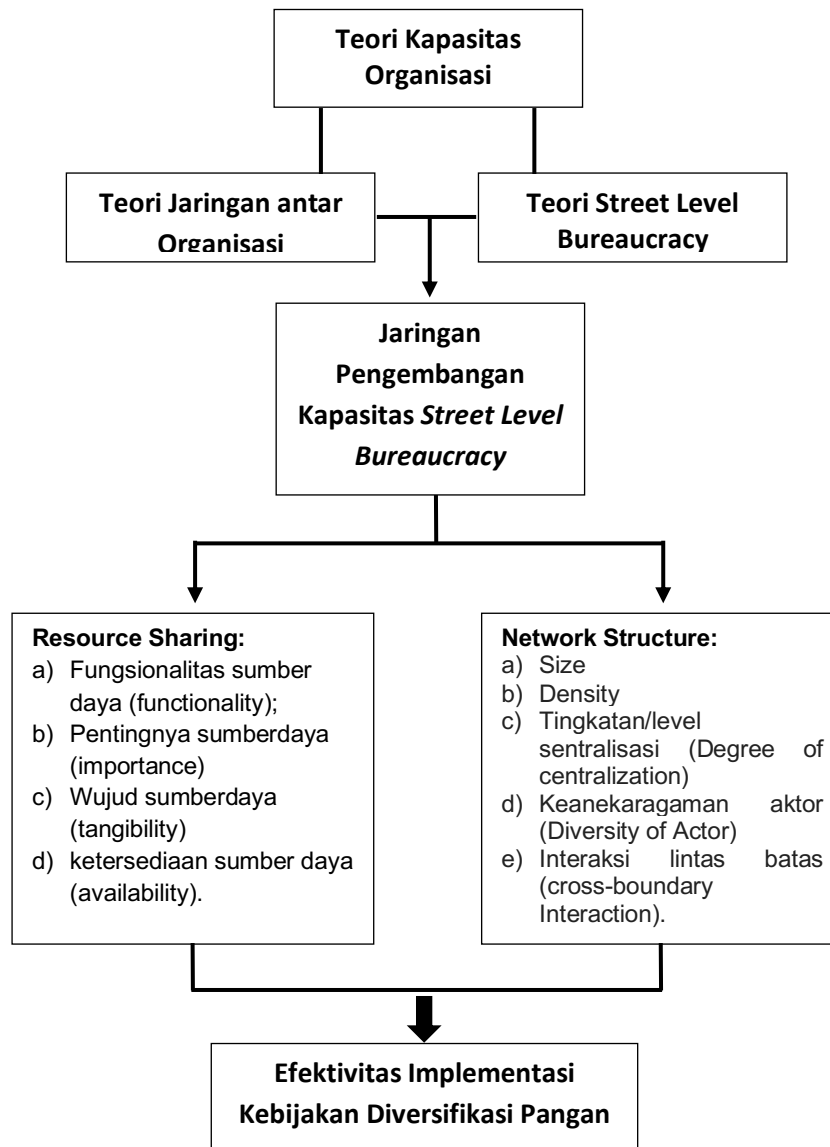 Teori Kapasitas
Organisasi
Teori Jaringan antar
Organisasi
Teori Street Level
Bureaucracy
Jaringan
Pengembangan
Kapasitas Street Level
Bureaucracy
Resource Sharing:
a) Fungsionalitas sumber
daya (functionality);
b) Pentingnya sumberdaya
(importance)
c) Wujud sumberdaya
(tangibility)
d) ketersediaan sumber daya
(availability).
Network Structure:
a) Size
b) Density
c) Tingkatan/level
sentralisasi (Degree of
centralization)
d) Keanekaragaman aktor
(Diversity of Actor)
e) Interaksi lintas batas
(cross-boundary
Interaction).
Efektivitas Implementasi
Kebijakan Diversifikasi Pangan